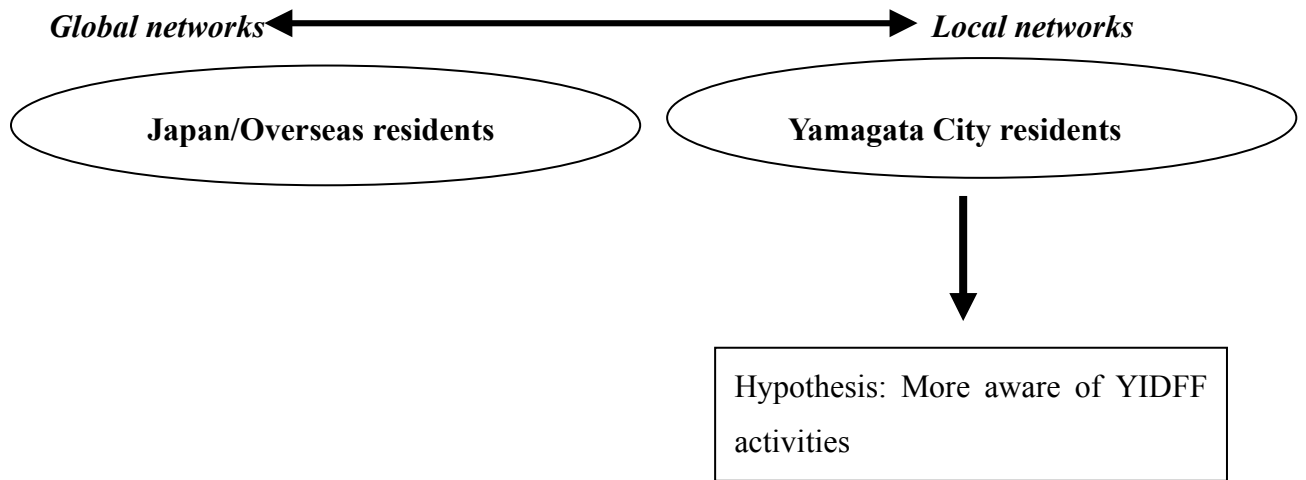 Global networks Local networks
Japan/Overseas residents Yamagata City residents
Hypothesis: More aware of YIDFF
activities